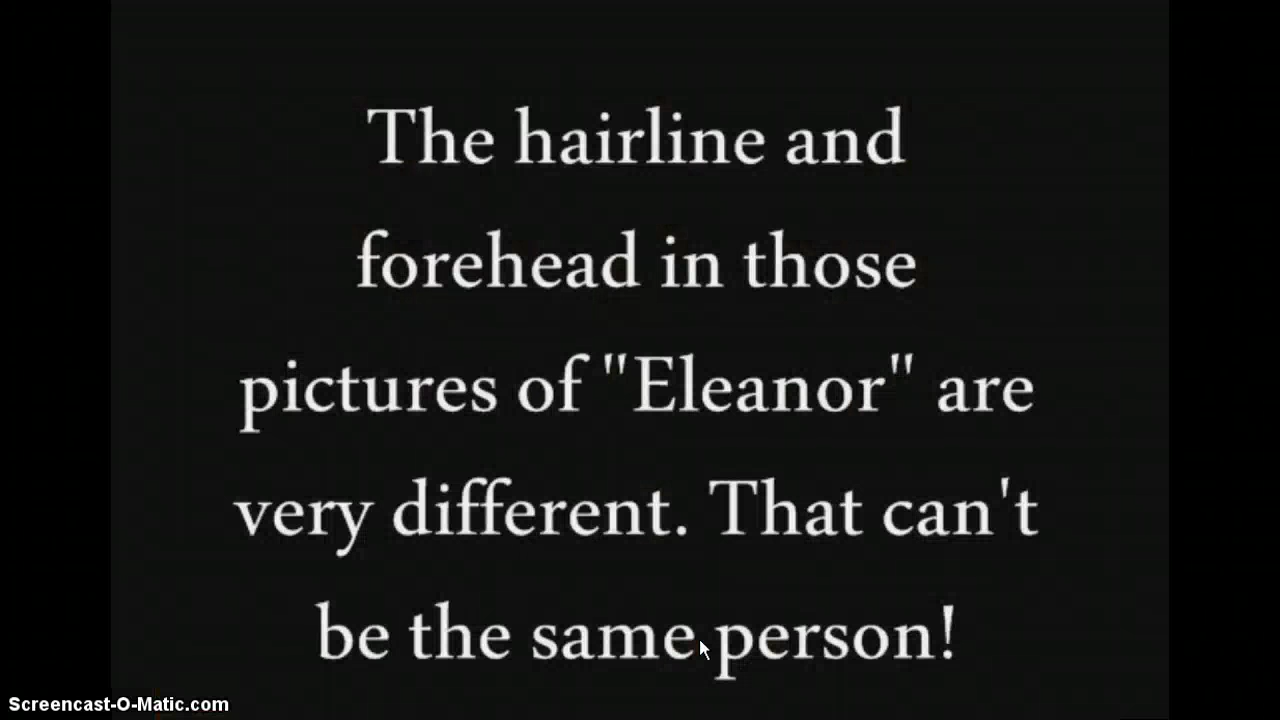 The hairline and
forehead in those
pictures of "Eleanor" are
very different. That can't
be the same person!
Screencast-O-Matic.com